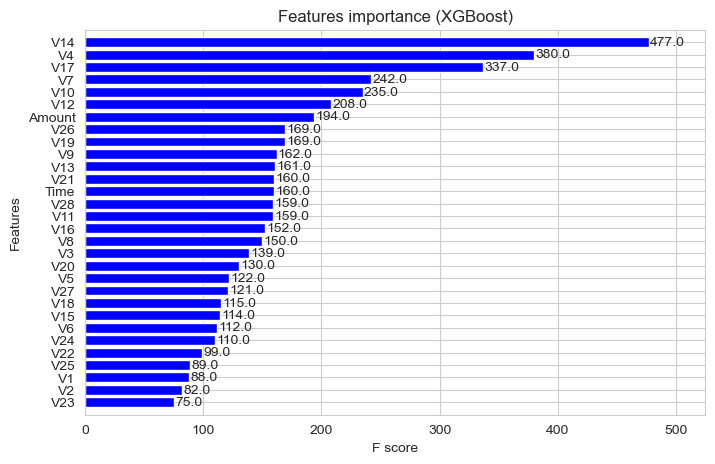 Features importance (XGBoost)
Features
V14 477.0
V4 380.0
V17 337.0
V7 242.0
V10 235.0
V12 208.0
Amount 194.0
V26 169.0
V19 169.0
V9 162.0
V13 161.0
V21 160.0
Time 160.0
V28 159.0
V11 159.0
V16 152.0
V8 150.0
V3 139.0
V20 130.0
V5 122.0
V27 121.0
V18 115.0
V15 114.0
V6 112.0
V24 110.0
V22 99.0
V25 89.0
V1 88.0
V2 82.0
V23 75.0
0 100 200 300 400 500
F score